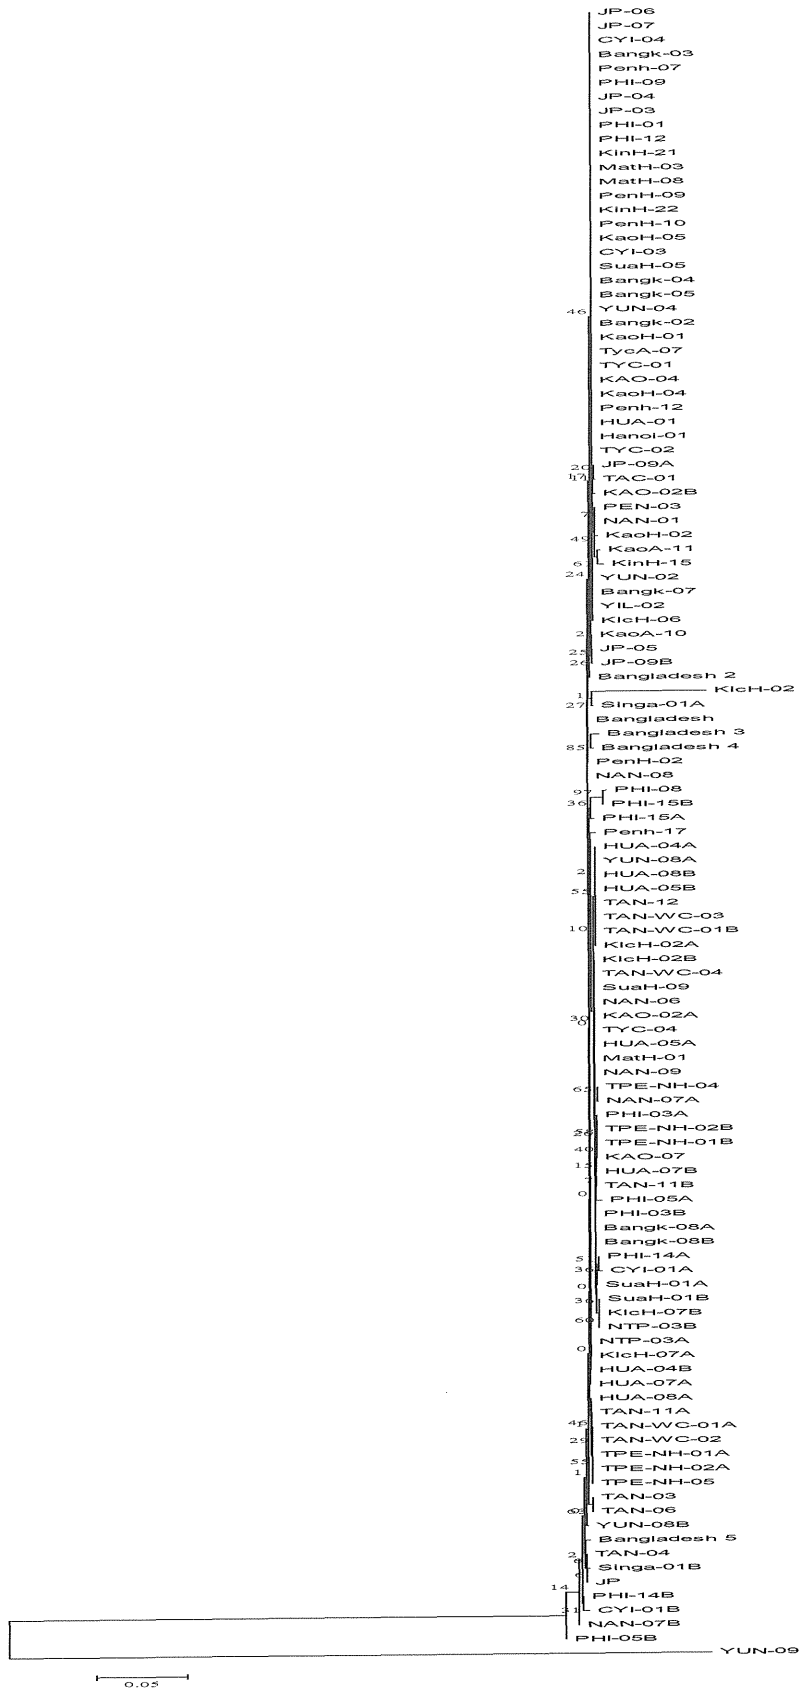 JP-06
JP-07
CYI-04
Bangk-03
Penh-07
PHI-09
JP-04
JP-03
PHI-01
PHI-12
KinH-21
MatH-03
MatH-08
PenH-09
KinH-22
PenH-10
KaoH-05
CYI-03
SuaH-05
Bangk-04
Bangk-05
46 YUN-04
Bangk-02
KaoH-01
TycA-07
TYC-01
KAO-04
KaoH-04
Penh-12
HUA-01
Hanoi-01
TYC-02
20 JP-09A
TAC-01
KAO-02B
PEN-03
7 NAN-01
49 KaoH-02
KaoA-11
KinH-15
24 YUN-02
Bangk-07
YIL-02
KlcH-06
2 KaoA-10
25 JP-05
26 JP-09B
Bangladesh 2
1 KlcH-02
27 Singa-01A
Bangladesh
Bangladesh 3
85 Bangladesh 4
PenH-02
NAN-08
97 PHI-08
36 PHI-15B
PHI-15A
Penh-17
HUA-04A
YUN-08A
2 HUA-08B
55 HUA-05B
TAN-12
TAN-WC-03
10 TAN-WC-01B
KlcH-02A
KlcH-02B
TAN-WC-04
SuaH-09
NAN-06
30 KAO-02A
0 TYC-04
HUA-05A
MatH-01
NAN-09
65 TPE-NH-04
NAN-07A
PHI-03A
TPE-NH-02B
TPE-NH-01B
40 KAO-07
15 HUA-07B
TAN-11B
0 PHI-05A
PHI-03B
Bangk-08A
Bangk-08B
5 PHI-14A
36 CYI-01A
0 SuaH-01A
36 SuaH-01B
KlcH-07B
66 NTP-03B
NTP-03A
0 KlcH-07A
HUA-04B
HUA-07A
HUA-08A
TAN-11A
TAN-WC-01A
29 TAN-WC-02
55 TPE-NH-01A
1 TPE-NH-02A
TPE-NH-05
TAN-03
TAN-06
YUN-08B
Bangladesh 5
2 TAN-04
Singa-01B
6 JP
14 PHI-14B
CYI-01B
NAN-07B
PHI-05B
YUN-09
0.05